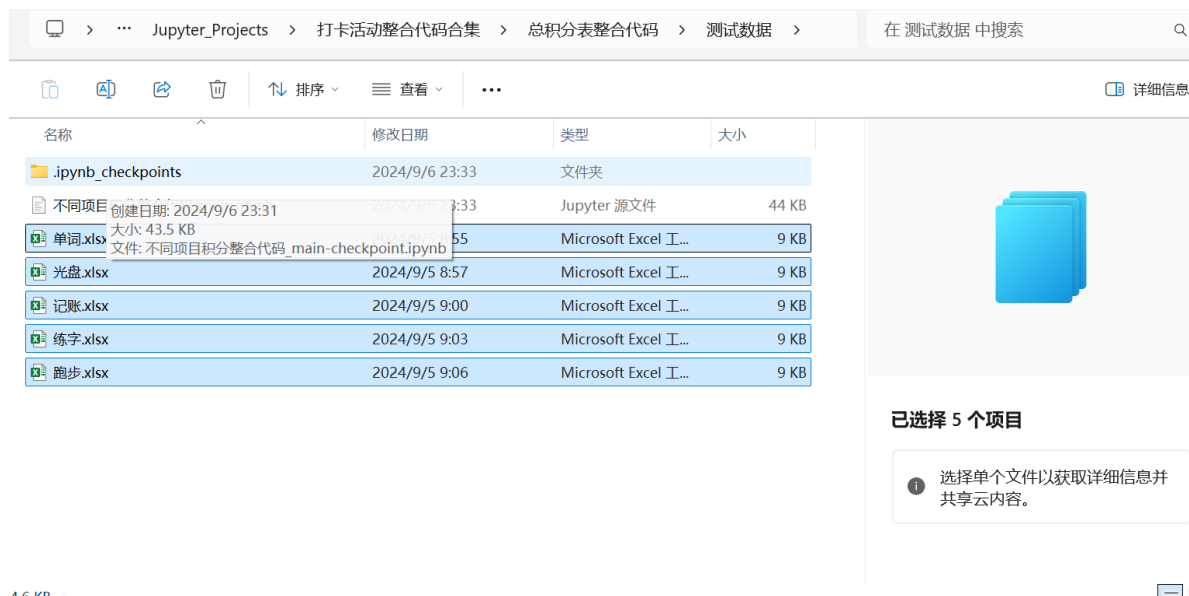 … Jupyter_Projects > 打卡活动整合代码合集 > 总积分表整合代码 > 测试数据 > 在 测试数据 中搜索
排序 查看 … 详细信息
名称 修改日期 类型 大小
.ipynb_checkpoints 2024/9/6 23:33 文件夹
不同项目 3:33 Jupyter 源文件 44 KB
创建日期: 2024/9/6 23:31
大小: 43.5 KB
文件: 不同项目积分整合代码_main-checkpoint.ipynb
单词.xlsx 55 Microsoft Excel 工... 9 KB
光盘.xlsx 2024/9/5 8:57 Microsoft Excel 工... 9 KB
记账.xlsx 2024/9/5 9:00 Microsoft Excel 工... 9 KB
练字.xlsx 2024/9/5 9:03 Microsoft Excel 工... 9 KB
跑步.xlsx 2024/9/5 9:06 Microsoft Excel 工... 9 KB
已选择 5 个项目
选择单个文件以获取详细信息并
共享云内容。